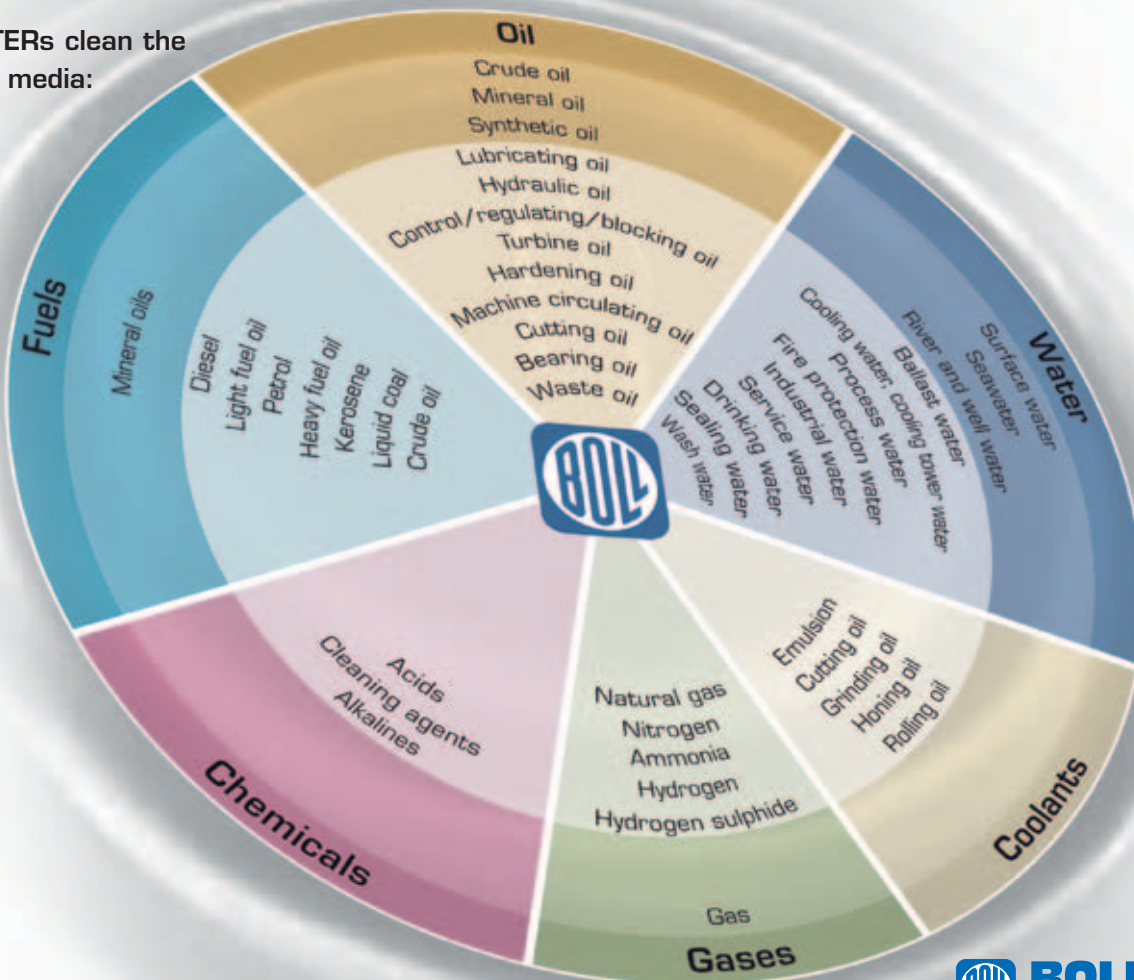 TERs clean the
media:
Oil
Crude oil
Mineral oil
Synthetic oil
Lubricating oil
Hydraulic oil
Control/regulating/blocking oil
Turbine oil
Hardening oil
Machine circulating oil
Cutting oil
Bearing oil
Waste oil
Water
Surface water
Seawater
River and well water
Ballast water
Cooling water, cooling tower water
Process water
Fire protection water
Industrial water
Service water
Drinking water
Sealing water
Wash water
Coolants
Emulsion
Cutting oil
Grinding oil
Honing oil
Rolling oil
Gases
Gas
Natural gas
Nitrogen
Ammonia
Hydrogen
Hydrogen sulphide
Chemicals
Acids
Cleaning agents
Alkalines
Fuels
Mineral oils
Diesel
Light fuel oil
Petrol
Heavy fuel oil
Kerosene
Liquid coal
Crude oil
BOLL
BOLL